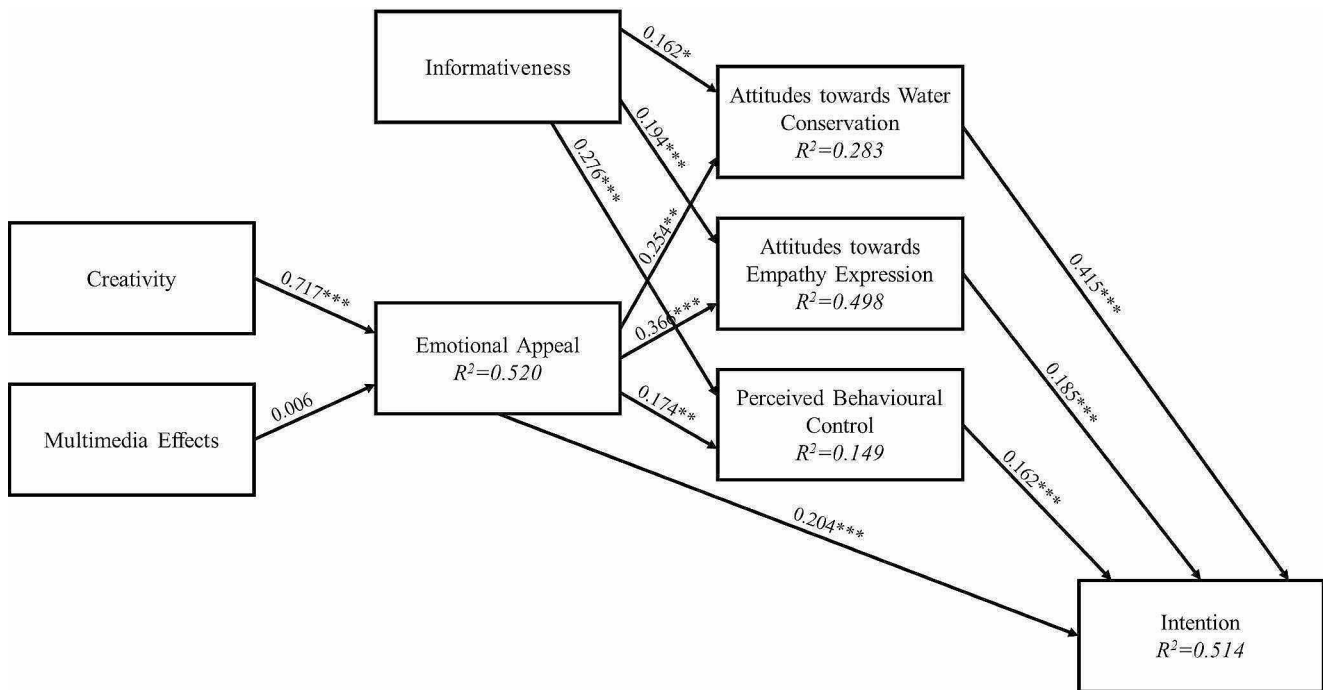 Informativeness
0.162*
0.194***
0.276***
Attitudes towards Water
Conservation
R²=0.283
0.254**
Attitudes towards
Empathy Expression
R²=0.498
Creativity
0.717***
Emotional Appeal
R²=0.520
0.366***
0.174**
Multimedia Effects
0.006
Perceived Behavioural
Control
R²=0.149
0.415***
0.185***
0.162***
0.204***
Intention
R²=0.514